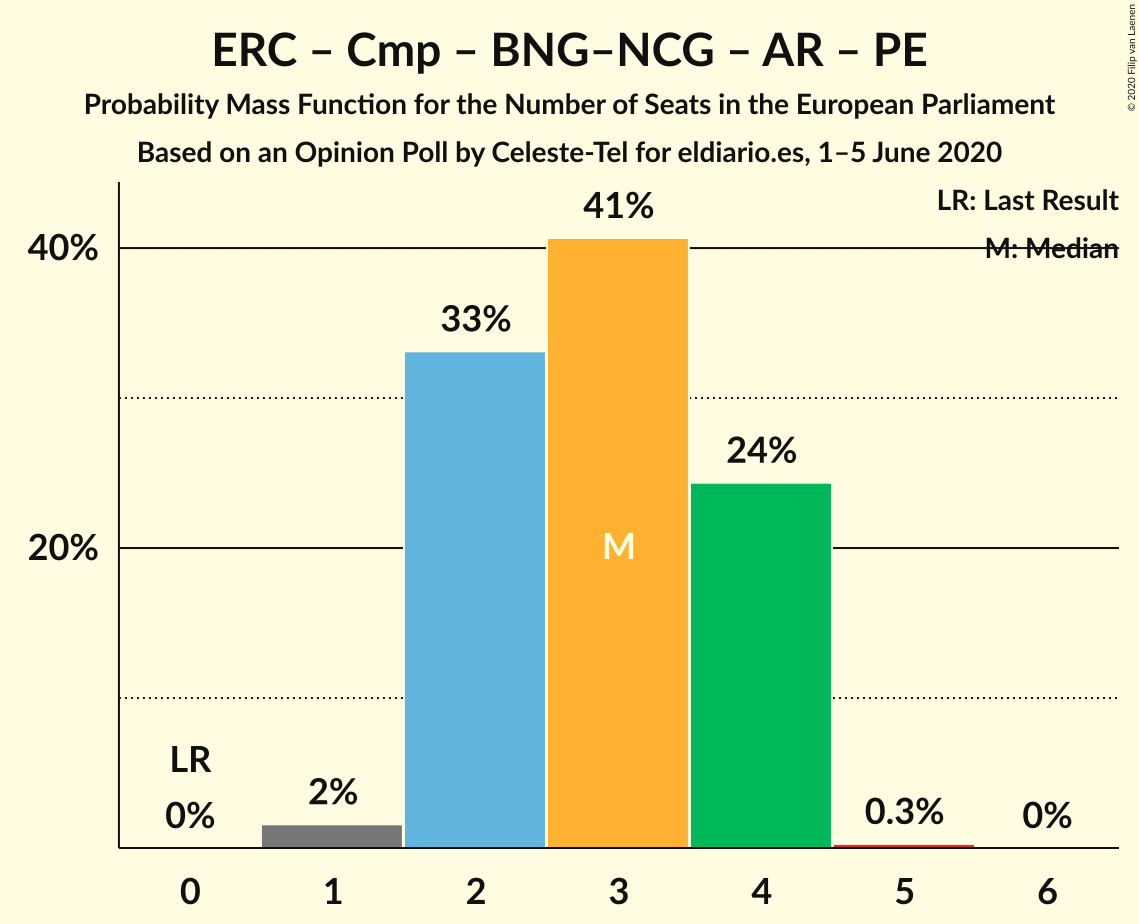 ERC – Cmp – BNG–NCG – AR – PE
Probability Mass Function for the Number of Seats in the European Parliament
Based on an Opinion Poll by Celeste-Tel for eldiario.es, 1–5 June 2020
© 2020 Filip van Laenen
LR: Last Result
M: Median
41%
40%
33%
24%
M
20%
LR
0%
2%
0.3%
0%
0 1 2 3 4 5 6